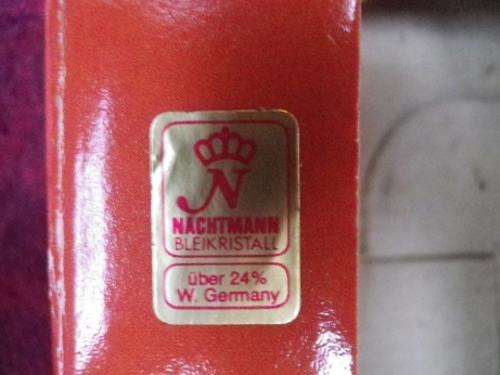 N
NACHTMANN
BLEIKRISTALL
über 24%
W. Germany